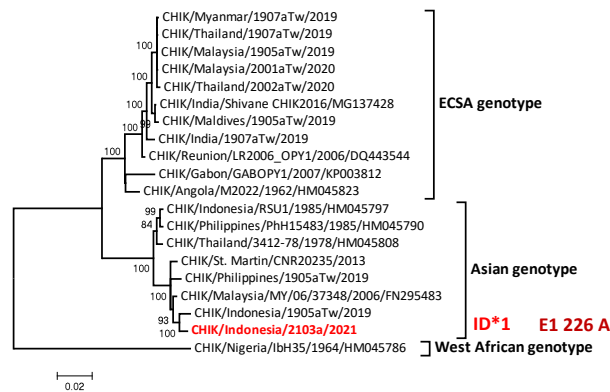 CHIK/Myanmar/1907aTw/2019
100
CHIK/Thailand/1907aTw/2019
CHIK/Malaysia/1905aTw/2019
100
CHIK/Malaysia/2001aTw/2020
CHIK/Thailand/2002aTw/2020
100
CHIK/India/Shivane CHIK2016/MG137428
ECSA genotype
CHIK/Maldives/1905aTw/2019
100
99
CHIK/India/1907aTw/2019
CHIK/Reunion/LR2006_OPY1/2006/DQ443544
100
CHIK/Gabon/GABOPY1/2007/KP003812
CHIK/Angola/M2022/1962/HM045823
99
CHIK/Indonesia/RSU1/1985/HM045797
84
CHIK/Philippines/PhH15483/1985/HM045790
CHIK/Thailand/3412-78/1978/HM045808
100
CHIK/St. Martin/CNR20235/2013
Asian genotype
CHIK/Philippines/1905aTw/2019
100
CHIK/Malaysia/MY/06/37348/2006/FN295483
93
CHIK/Indonesia/1905aTw/2019
100
CHIK/Indonesia/2103a/2021
ID*1 E1 226 A
CHIK/Nigeria/IbH35/1964/HM045786
West African genotype
0.02